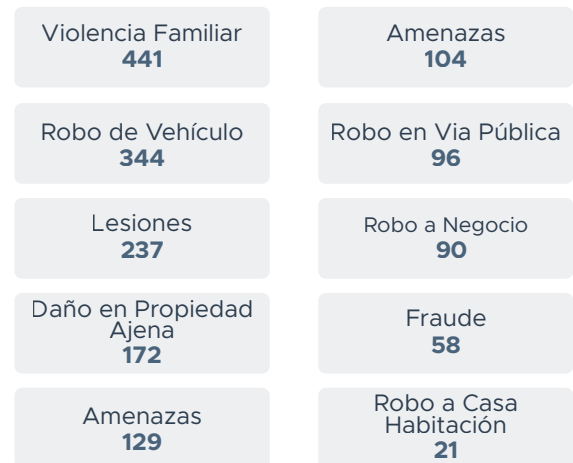 Violencia Familiar
441
Robo de Vehículo
344
Lesiones
237
Daño en Propiedad
Ajena
172
Amenazas
129
Amenazas
104
Robo en Via Pública
96
Robo a Negocio
90
Fraude
58
Robo a Casa
Habitación
21